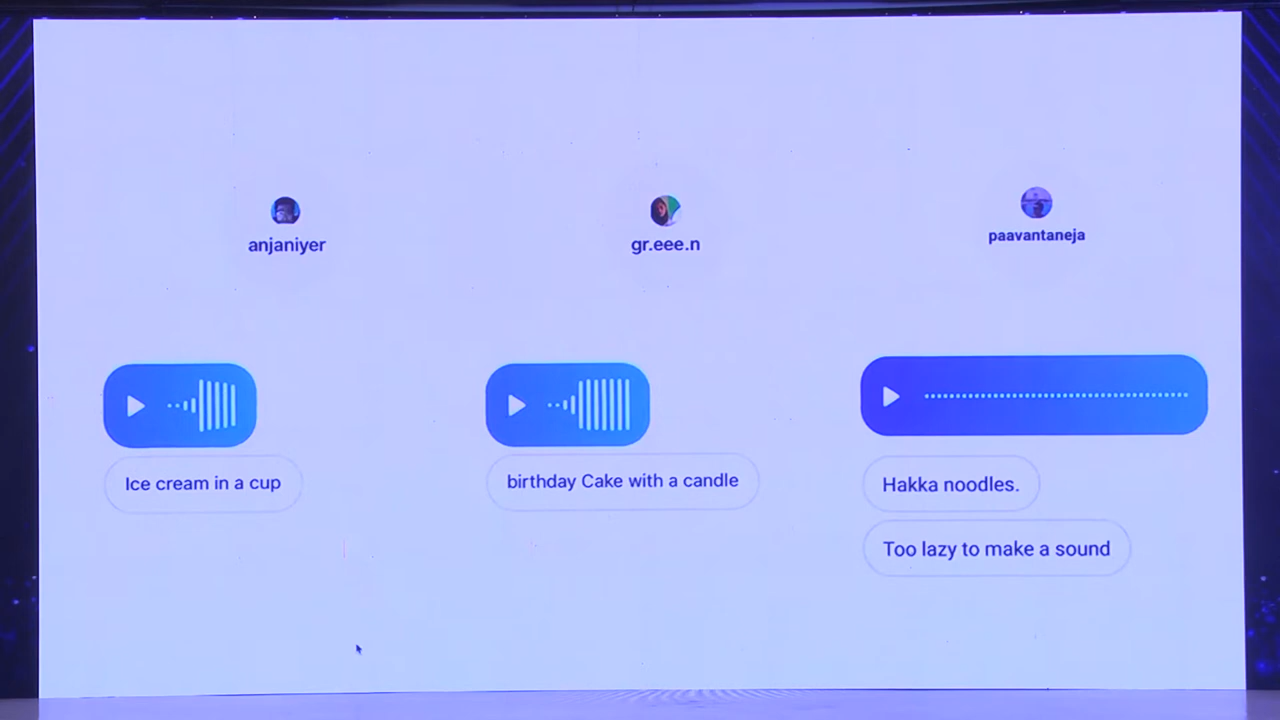 anjaniyer
gr.eee.n
paavantaneja
Ice cream in a cup
birthday Cake with a candle
Hakka noodles.
Too lazy to make a sound